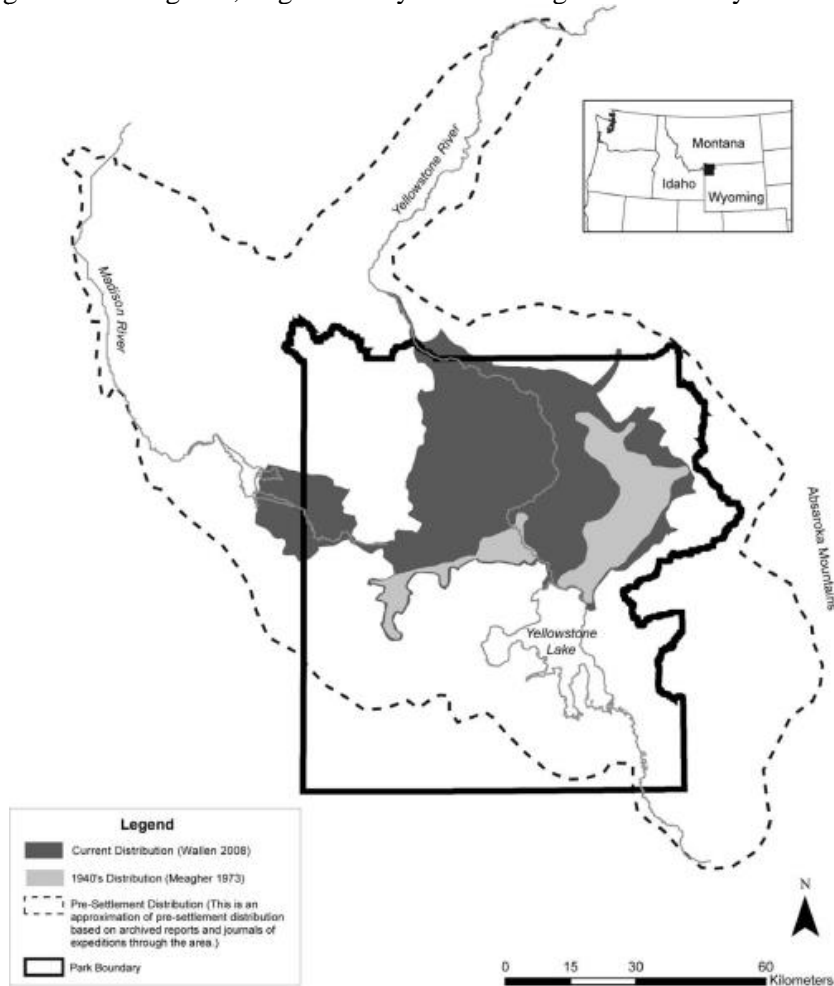 Yellowstone River
Montana
Idaho
Wyoming
Madison River
Absaroka Mountains
Yellowstone
Lake
Legend
Current Distribution (Wallen 2008)
1940's Distribution (Meagher 1973)
Pre-Settlement Distribution (This is an
approximation of pre-settlement distribution
based on archived reports and journals of
expeditions through the area.)
Park Boundary
N
0 15 30 60
Kilometers